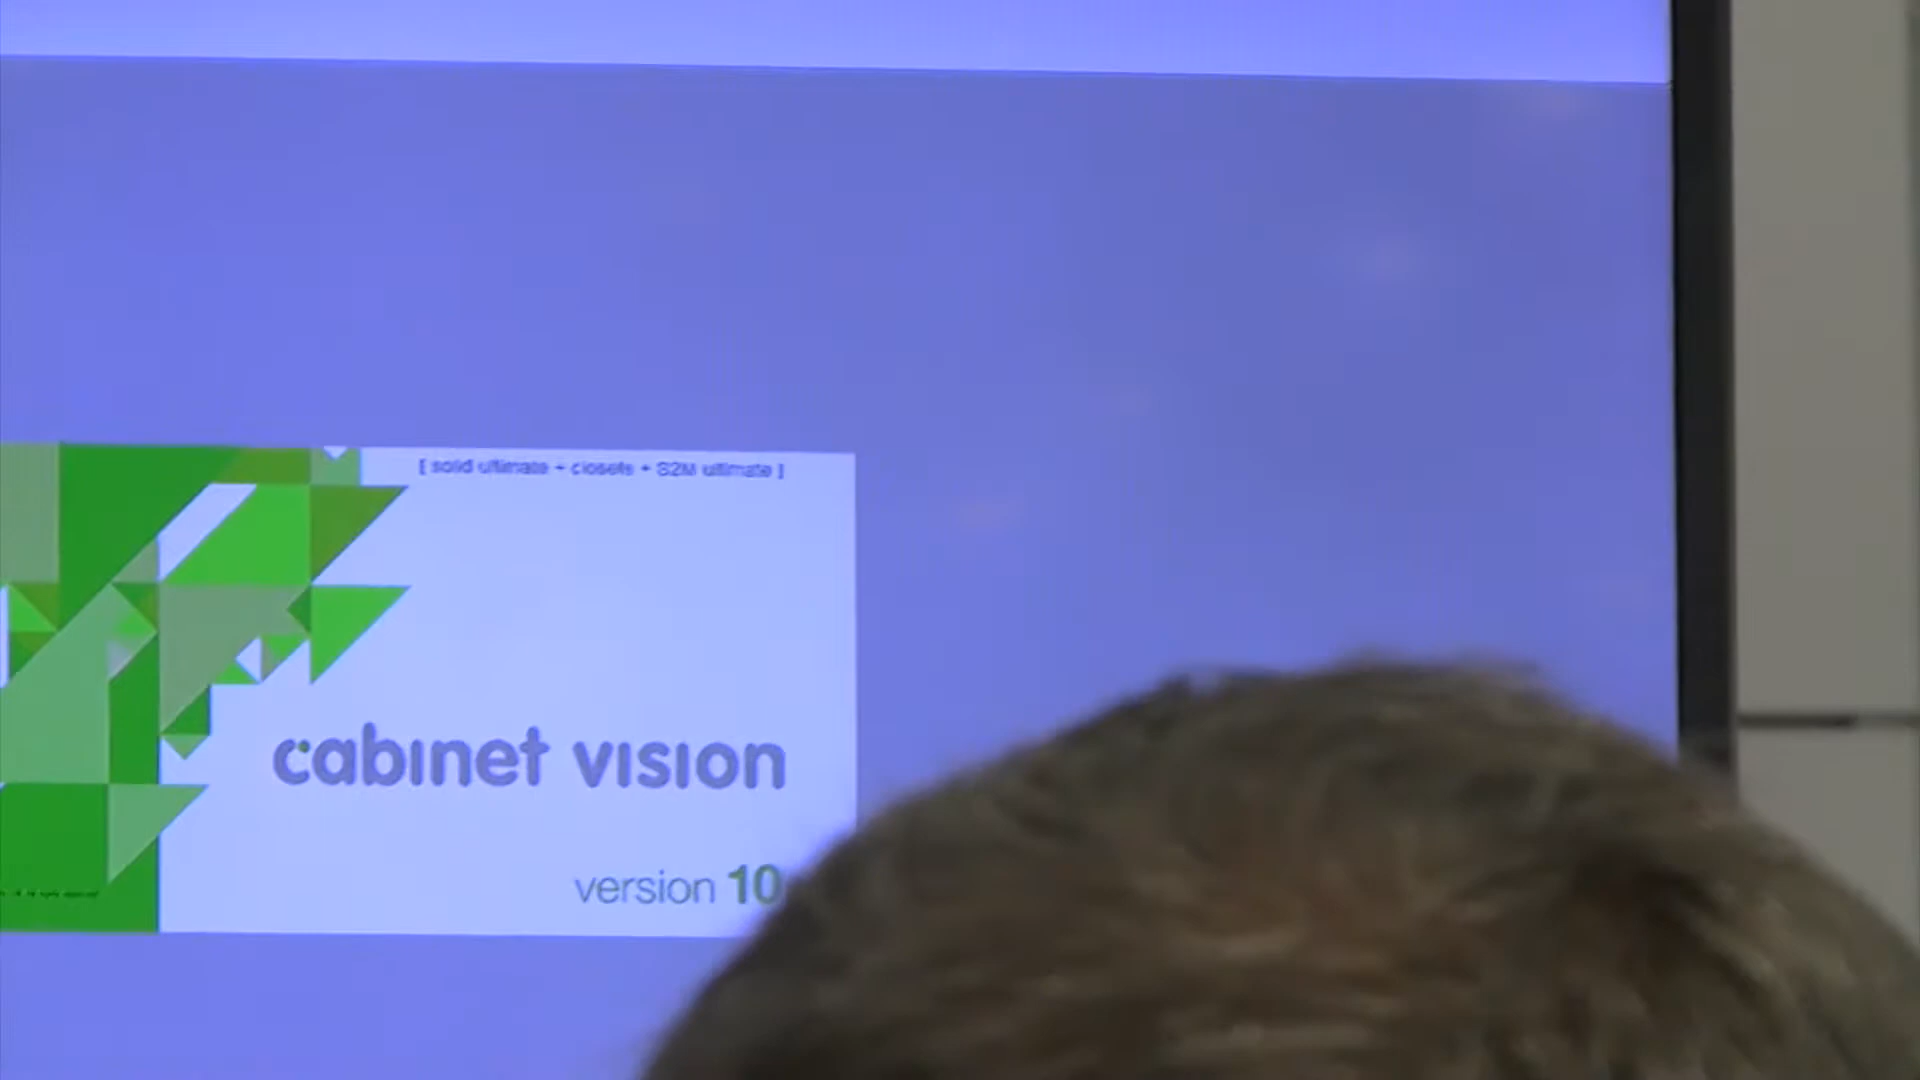 [ solid ultimate + closets + S2M ultimate ]
cabinet vision
version 10